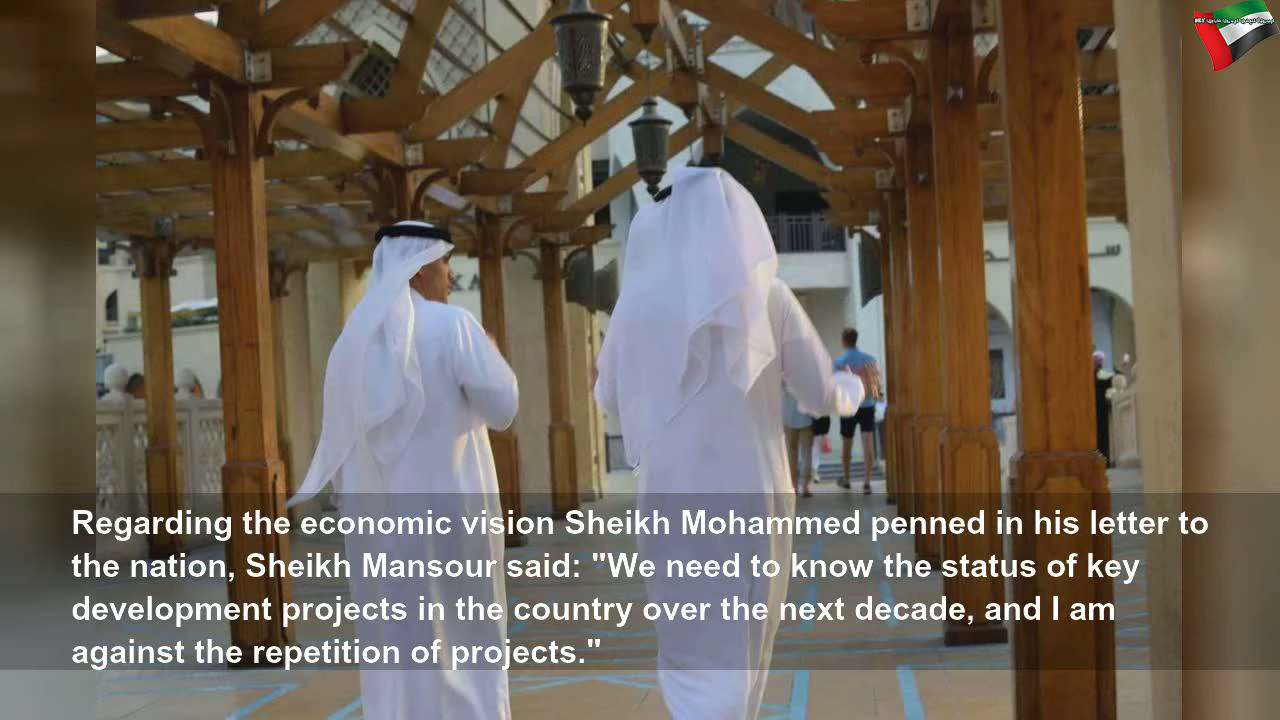 Regarding the economic vision Sheikh Mohammed penned in his letter to
the nation, Sheikh Mansour said: "We need to know the status of key
development projects in the country over the next decade, and I am
against the repetition of projects."